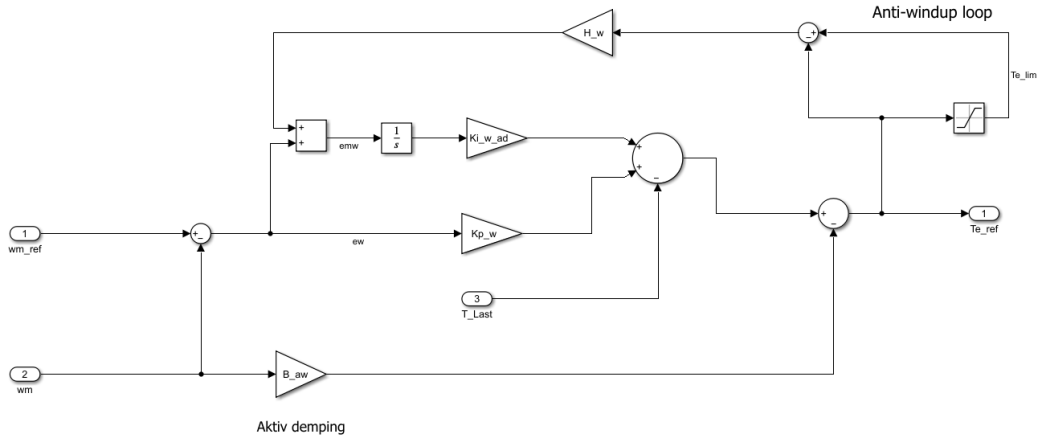 Anti-windup loop
H_w
Te_lim
emw
1
s
Ki_w_ad
1
wm_ref
ew
Kp_w
1
Te_ref
3
T_Last
2
wm
B_aw
Aktiv demping